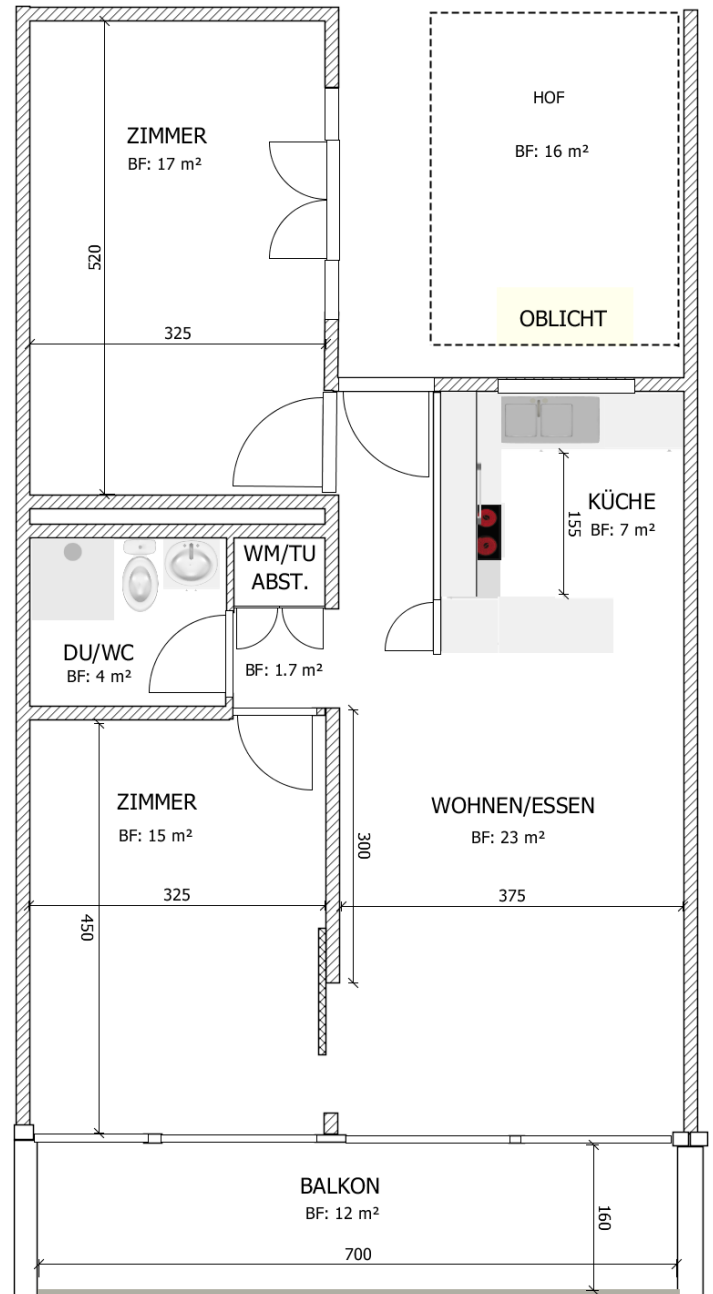 HOF
BF: 16 m²
OBLICHT
ZIMMER
BF: 17 m²
520
325
KÜCHE
BF: 7 m²
155
WM/TU
ABST.
BF: 1.7 m²
DU/WC
BF: 4 m²
ZIMMER
BF: 15 m²
325
450
300
WOHNEN/ESSEN
BF: 23 m²
375
BALKON
BF: 12 m²
160
700